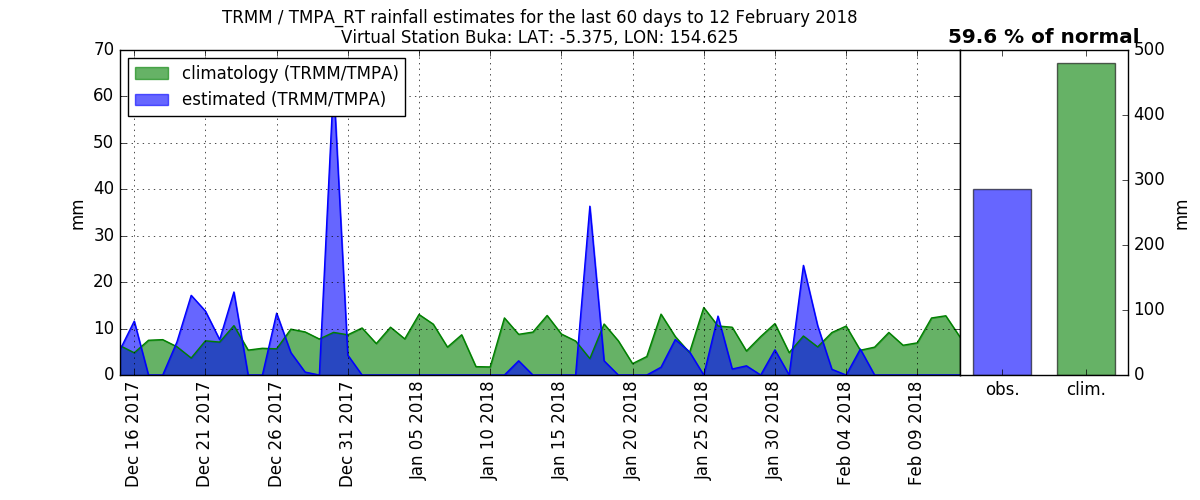 TRMM / TMPA_RT rainfall estimates for the last 60 days to 12 February 2018
Virtual Station Buka: LAT: -5.375, LON: 154.625
59.6 % of normal
climatology (TRMM/TMPA)
estimated (TRMM/TMPA)
70
60
50
40
30
20
10
0
mm
Dec 16 2017
Dec 21 2017
Dec 26 2017
Dec 31 2017
Jan 05 2018
Jan 10 2018
Jan 15 2018
Jan 20 2018
Jan 25 2018
Jan 30 2018
Feb 04 2018
Feb 09 2018
500
400
300
200
100
0
mm
obs.
clim.